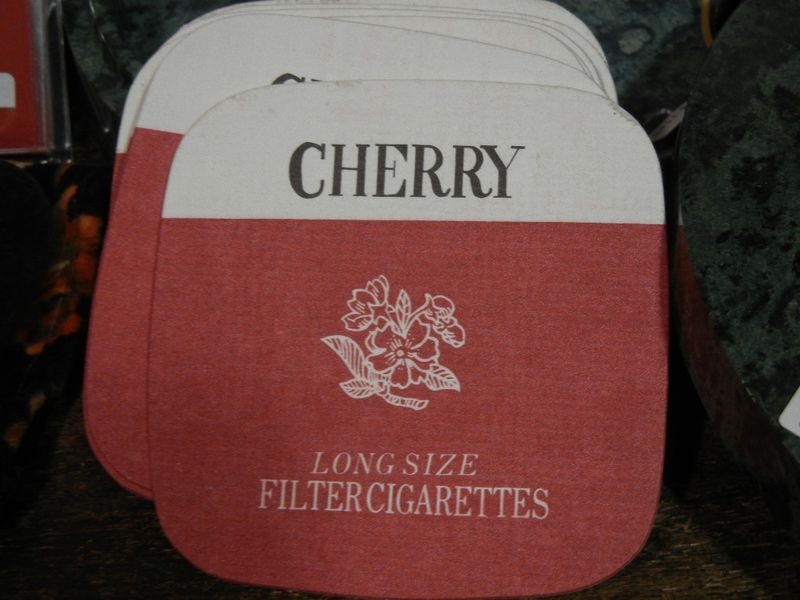 CHERRY
LONG SIZE
FILTER CIGARETTES